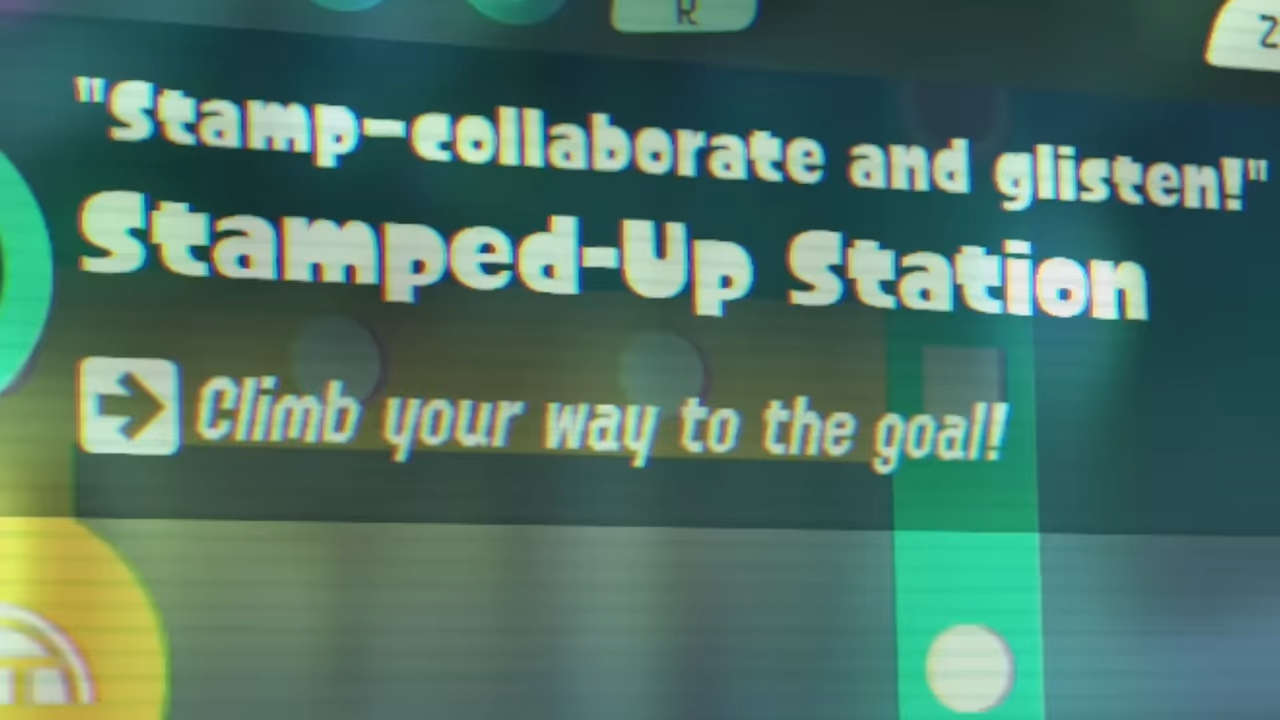 R
Z
"Stamp-collaborate and glisten!"
Stamped-Up Station
Climb your way to the goal!